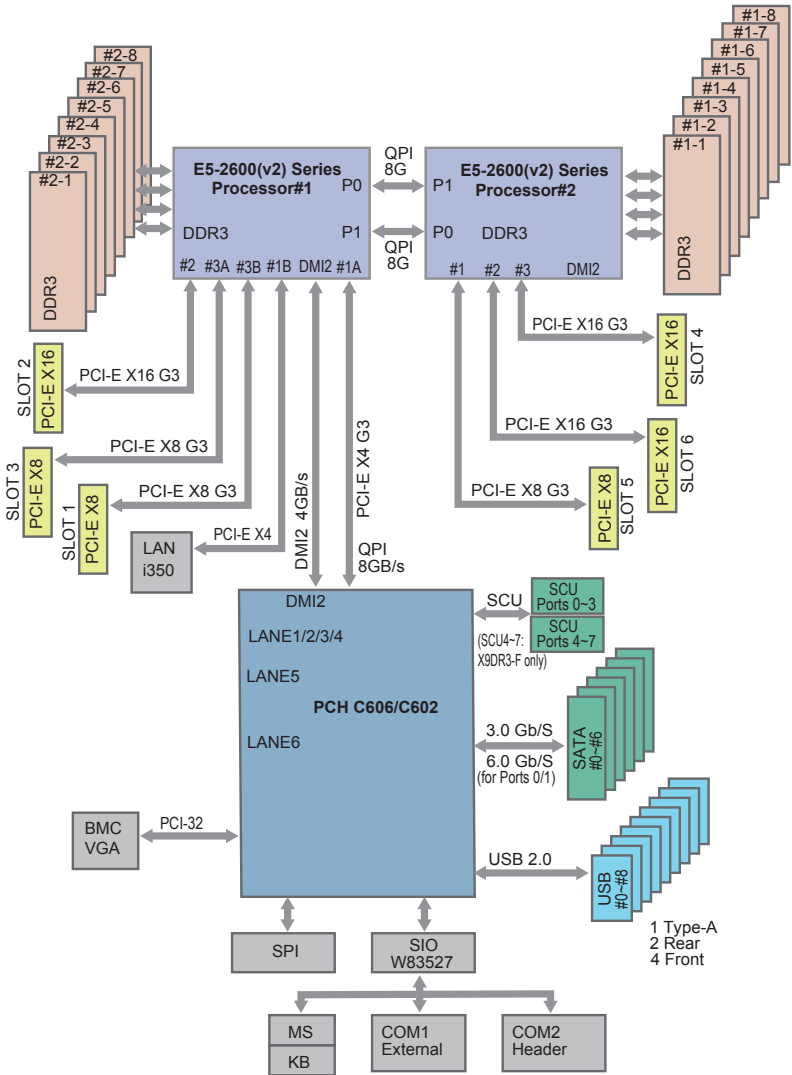 #2-8
#2-7
#2-6
#2-5
#2-4
#2-3
#2-2
#2-1
DDR3
E5-2600(v2) Series
Processor#1
P0
P1
DDR3
#2
#3A
#3B
#1B
DMI2
#1A
QPI
8G
QPI
8G
E5-2600(v2) Series
Processor#2
P1
P0
DDR3
#1
#2
#3
DMI2
#1-8
#1-7
#1-6
#1-5
#1-4
#1-3
#1-2
#1-1
DDR3
SLOT 2
PCI-E X16
PCI-E X16 G3
SLOT 3
PCI-E X8
PCI-E X8 G3
SLOT 1
PCI-E X8
PCI-E X8 G3
LAN
i350
PCI-E X4
DMI2 4GB/s
PCI-E X4 G3
QPI
8GB/s
PCI-E X16 G3
PCI-E X16
SLOT 4
PCI-E X16 G3
PCI-E X16
SLOT 6
PCI-E X8 G3
PCI-E X8
SLOT 5
DMI2
LANE1/2/3/4
LANE5
PCH C606/C602
LANE6
SCU
SCU
Ports 0~3
SCU
Ports 4~7
(SCU4~7:
X9DR3-F only)
3.0 Gb/S
6.0 Gb/S
(for Ports 0/1)
SATA
#0~#6
BMC
VGA
PCI-32
USB 2.0
USB
#0~#8
1 Type-A
2 Rear
4 Front
SPI
SIO
W83527
MS
KB
COM1
External
COM2
Header